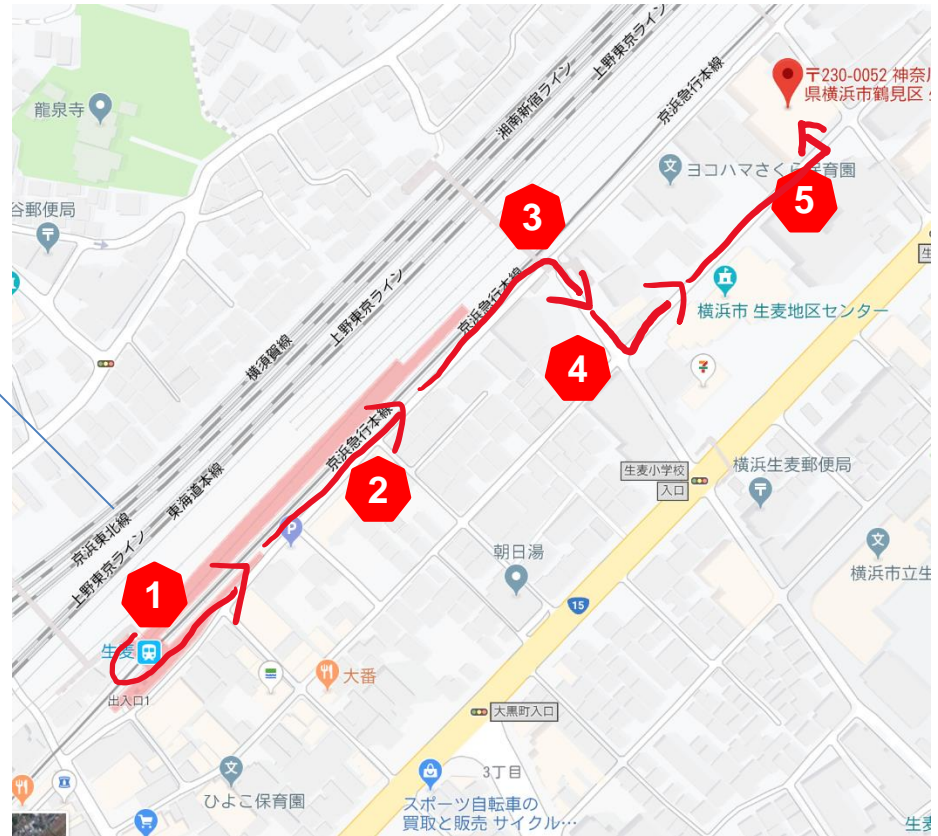 湘南新宿ライン
上野東京ライン
京浜急行本線
〒230-0052 神奈川
県横浜市鶴見区
龍泉寺
ヨコハマさくら保育園
谷郵便局
3
5
生
横浜市 生麦地区センター
上野東京ライン
京浜急行本線
横須賀線
4
京浜急行本線
2
生麦小学校
入口
横浜生麦郵便局
東海道本線
京浜東北線
上野東京ライン
P
朝日湯
横浜市立生
1
15
生麦
出入口1
大番
大黒町入口
3丁目
ひよこ保育園
スポーツ自転車の
買取と販売 サイクル…
生麦